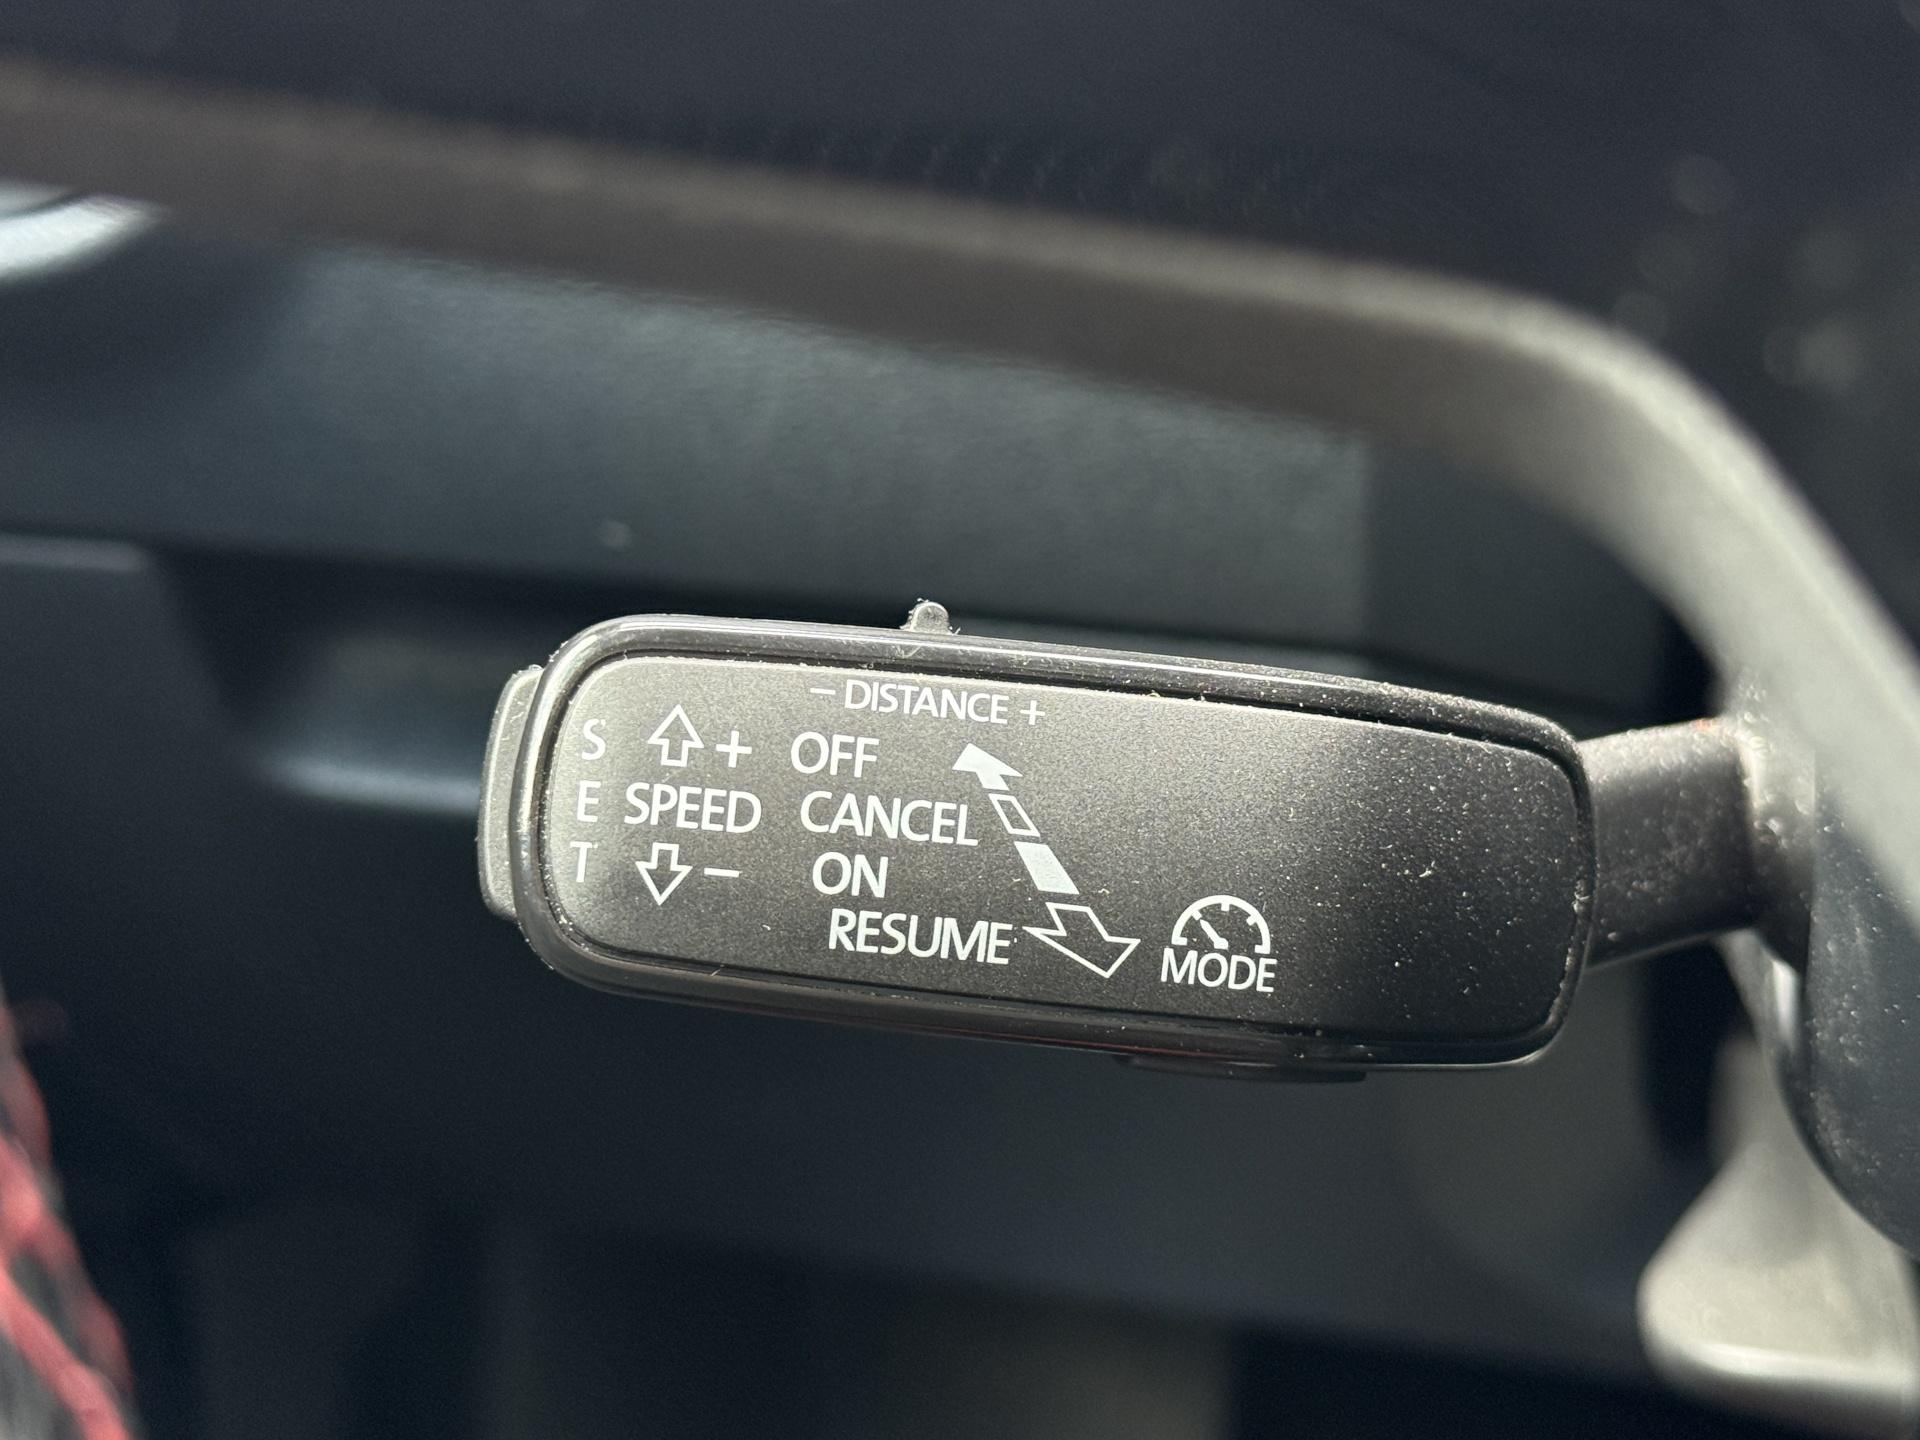 − DISTANCE +
S + OFF
E SPEED CANCEL
T − ON
RESUME
MODE